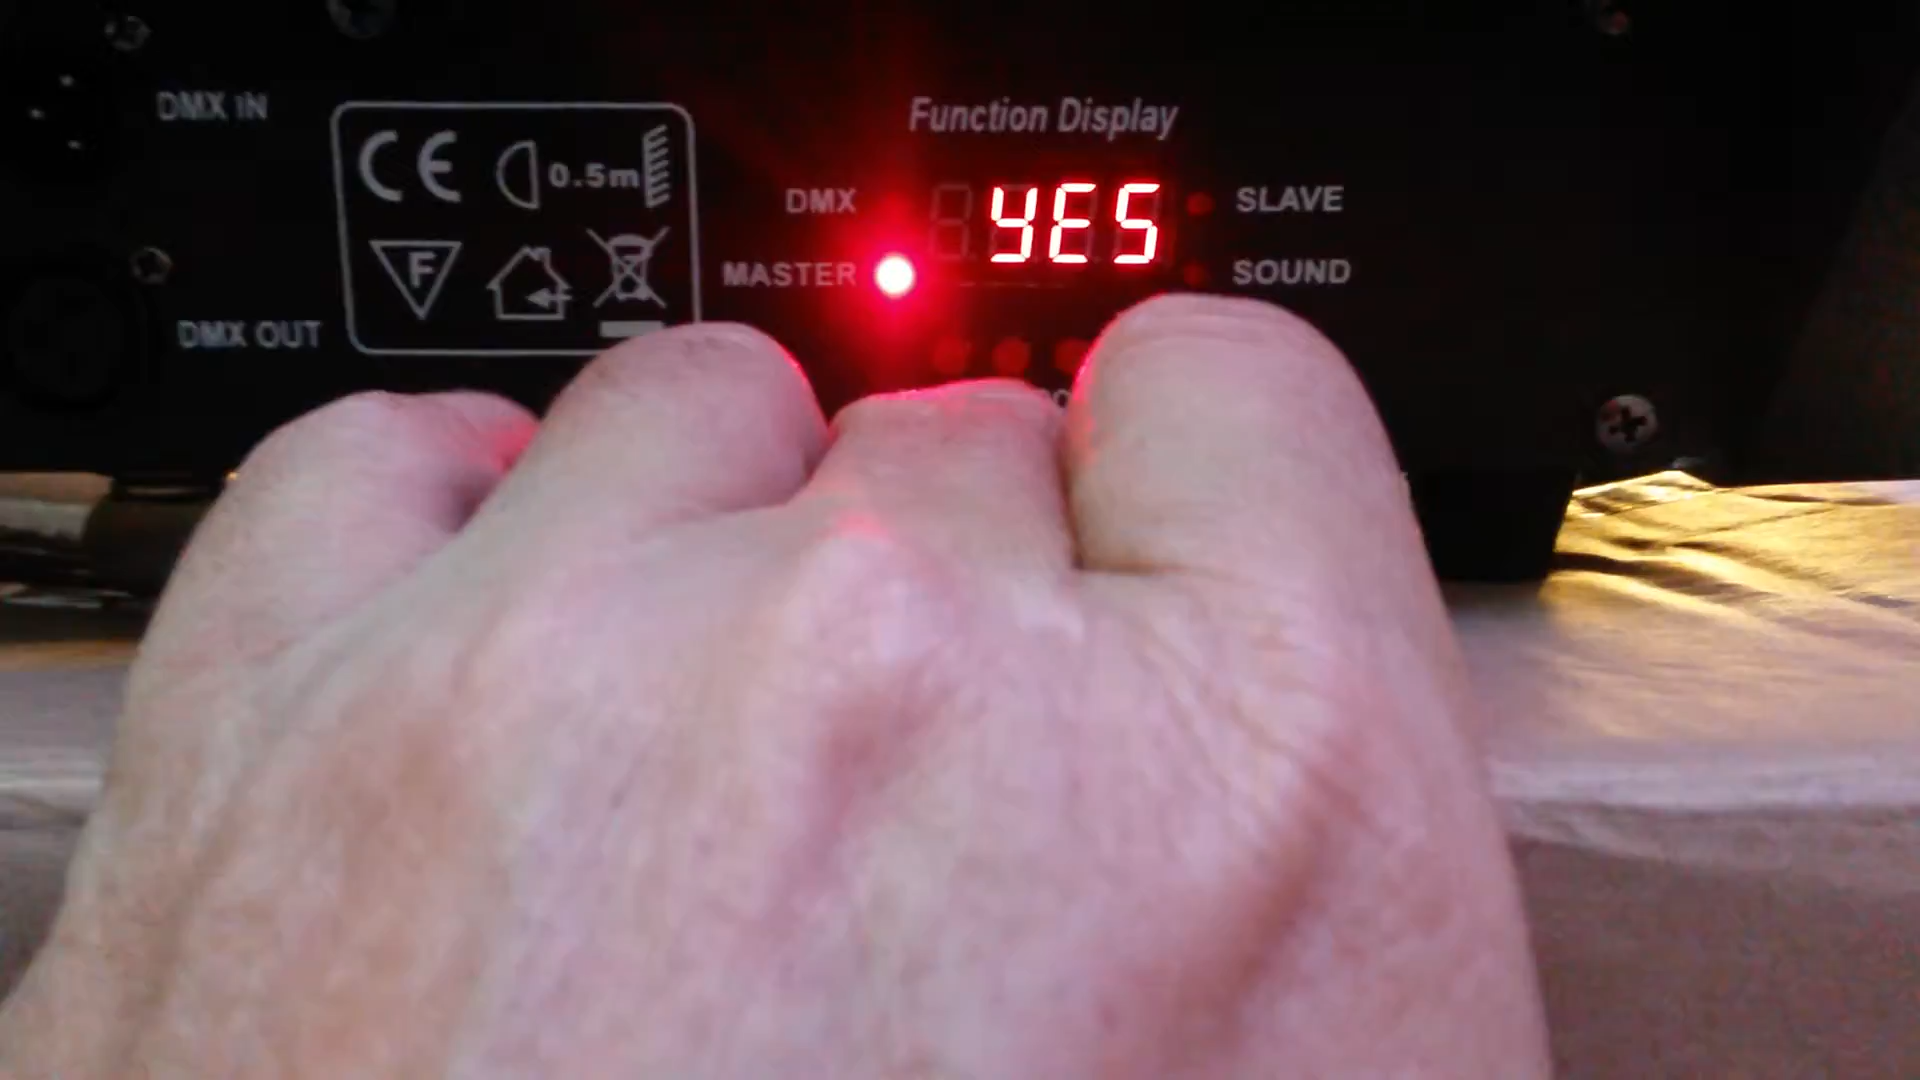 DMX IN
DMX OUT
CE
0.5m
F
Function Display
DMX
YES
SLAVE
MASTER
SOUND